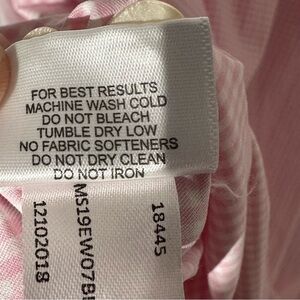 FOR BEST RESULTS
MACHINE WASH COLD
DO NOT BLEACH
TUMBLE DRY LOW
NO FABRIC SOFTENERS
DO NOT DRY CLEAN
DO NOT IRON
18445
12102018